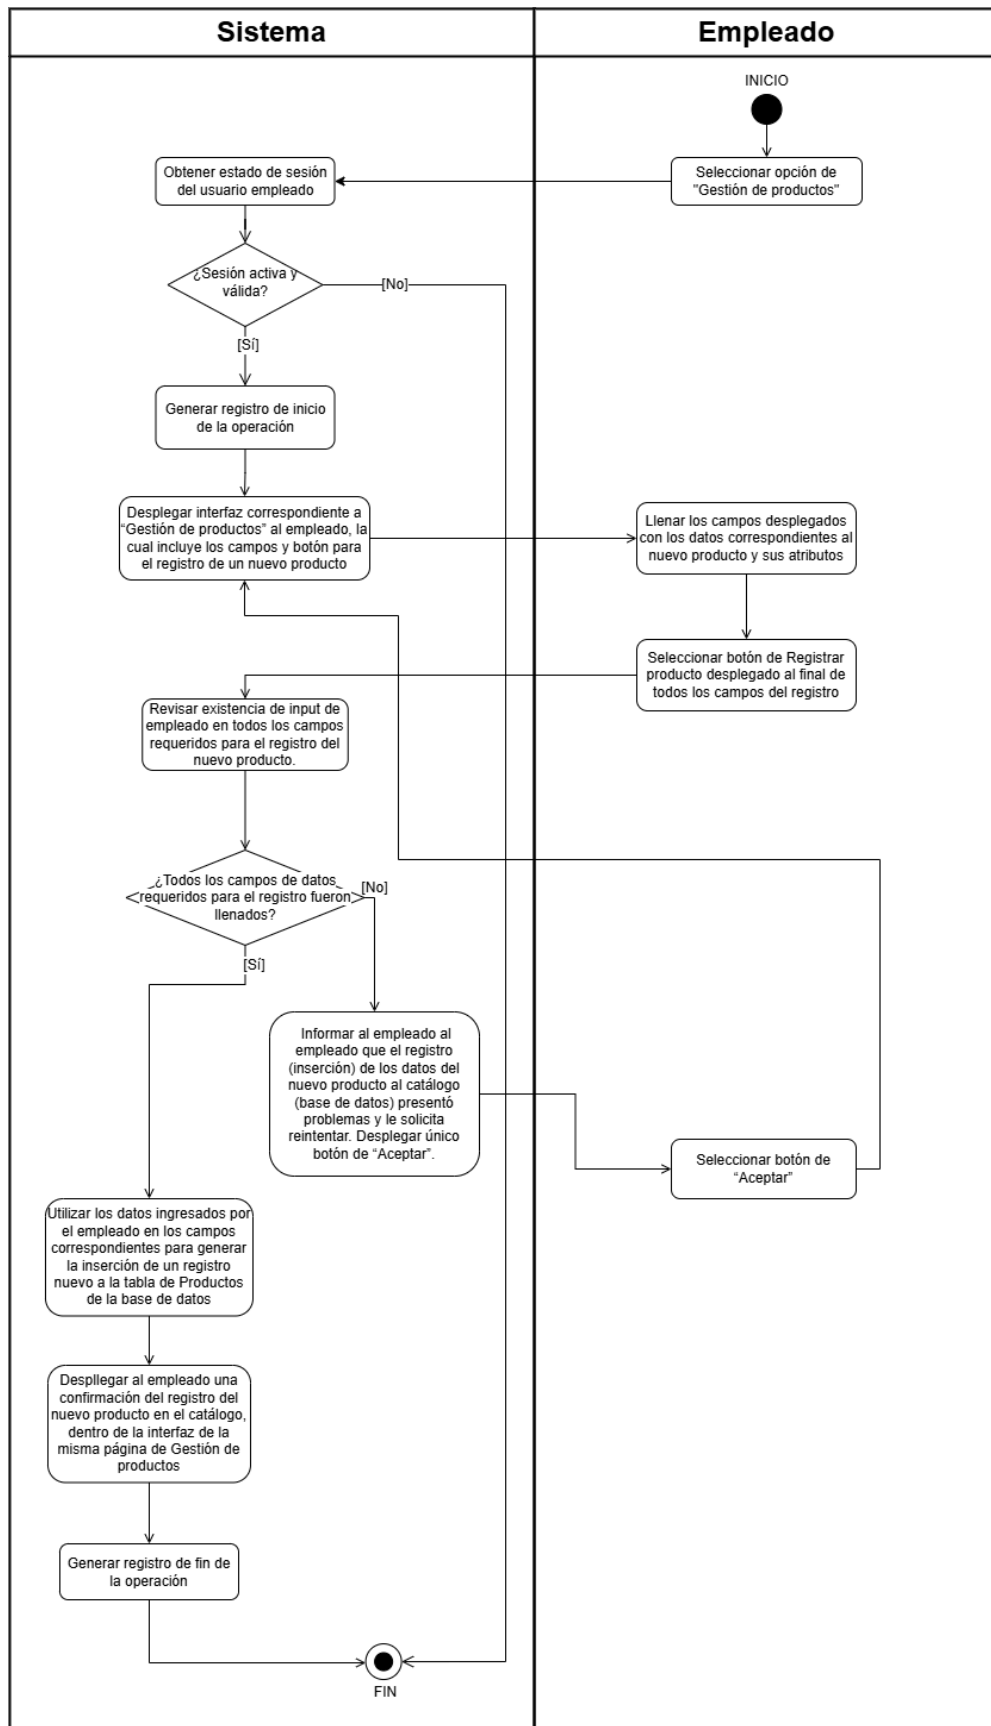 Sistema
Empleado
INICIO
Seleccionar opción de
"Gestión de productos"
Obtener estado de sesión
del usuario empleado
¿Sesión activa y
válida?
[No]
[Sí]
Generar registro de inicio
de la operación
Desplegar interfaz correspondiente a
“Gestión de productos” al empleado, la
cual incluye los campos y botón para
el registro de un nuevo producto
Llenar los campos desplegados
con los datos correspondientes al
nuevo producto y sus atributos
Seleccionar botón de Registrar
producto desplegado al final de
todos los campos del registro
Revisar existencia de input de
empleado en todos los campos
requeridos para el registro del
nuevo producto.
¿Todos los campos de datos
requeridos para el registro fueron
llenados?
[No]
[Sí]
Informar al empleado al
empleado que el registro
(inserción) de los datos del
nuevo producto al catálogo
(base de datos) presentó
problemas y le solicita
reintentar. Desplegar único
botón de “Aceptar”.
Seleccionar botón de
“Aceptar”
Utilizar los datos ingresados por
el empleado en los campos
correspondientes para generar
la inserción de un registro
nuevo a la tabla de Productos
de la base de datos
Despllegar al empleado una
confirmación del registro del
nuevo producto en el catálogo,
dentro de la interfaz de la
misma página de Gestión de
productos
Generar registro de fin de
la operación
FIN